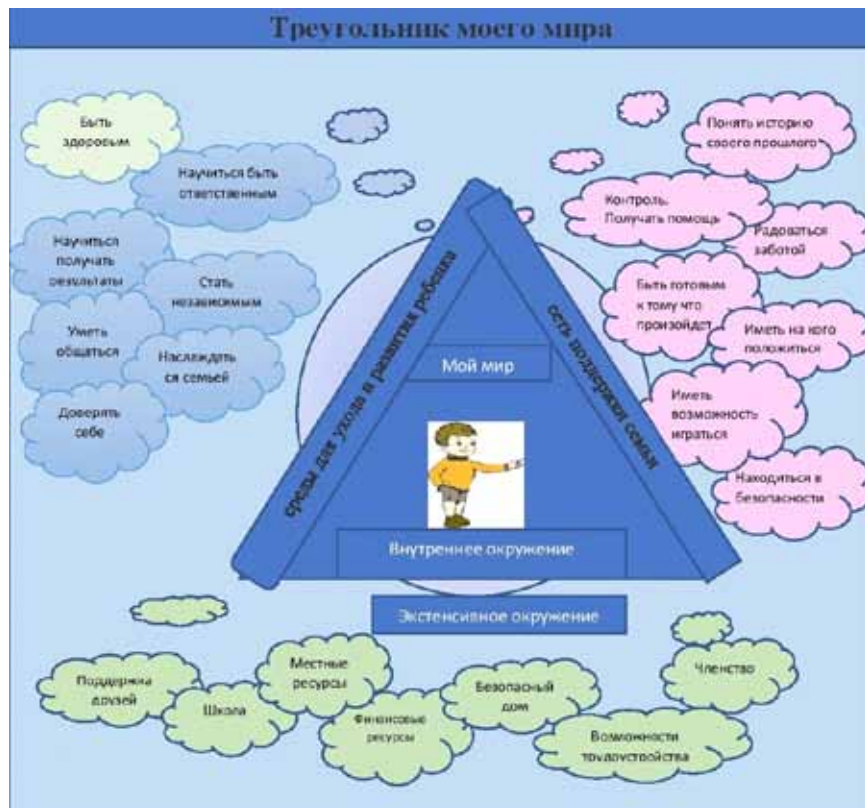 Треугольник моего мира
Быть
здоровым
Научиться быть
ответственным
Научиться
получать
результаты
Стать
независимым
Уметь
общаться
Наслаждать
ся семьей
Доверять
себе
Понять историю
своего прошлого
Контроль.
Получать помощь
Радоваться
заботой
Быть готовым
к тому что
произойдет
Иметь на кого
положиться
Иметь
возможность
играться
Находиться в
безопасности
среды для ухода и развития ребенка
сеть поддержки семьи
Мой мир
Внутреннее окружение
Экстенсивное окружение
Поддержка
друзей
Школа
Местные
ресурсы
Финансовые
ресурсы
Безопасный
дом
Возможности
трудоустройства
Членство